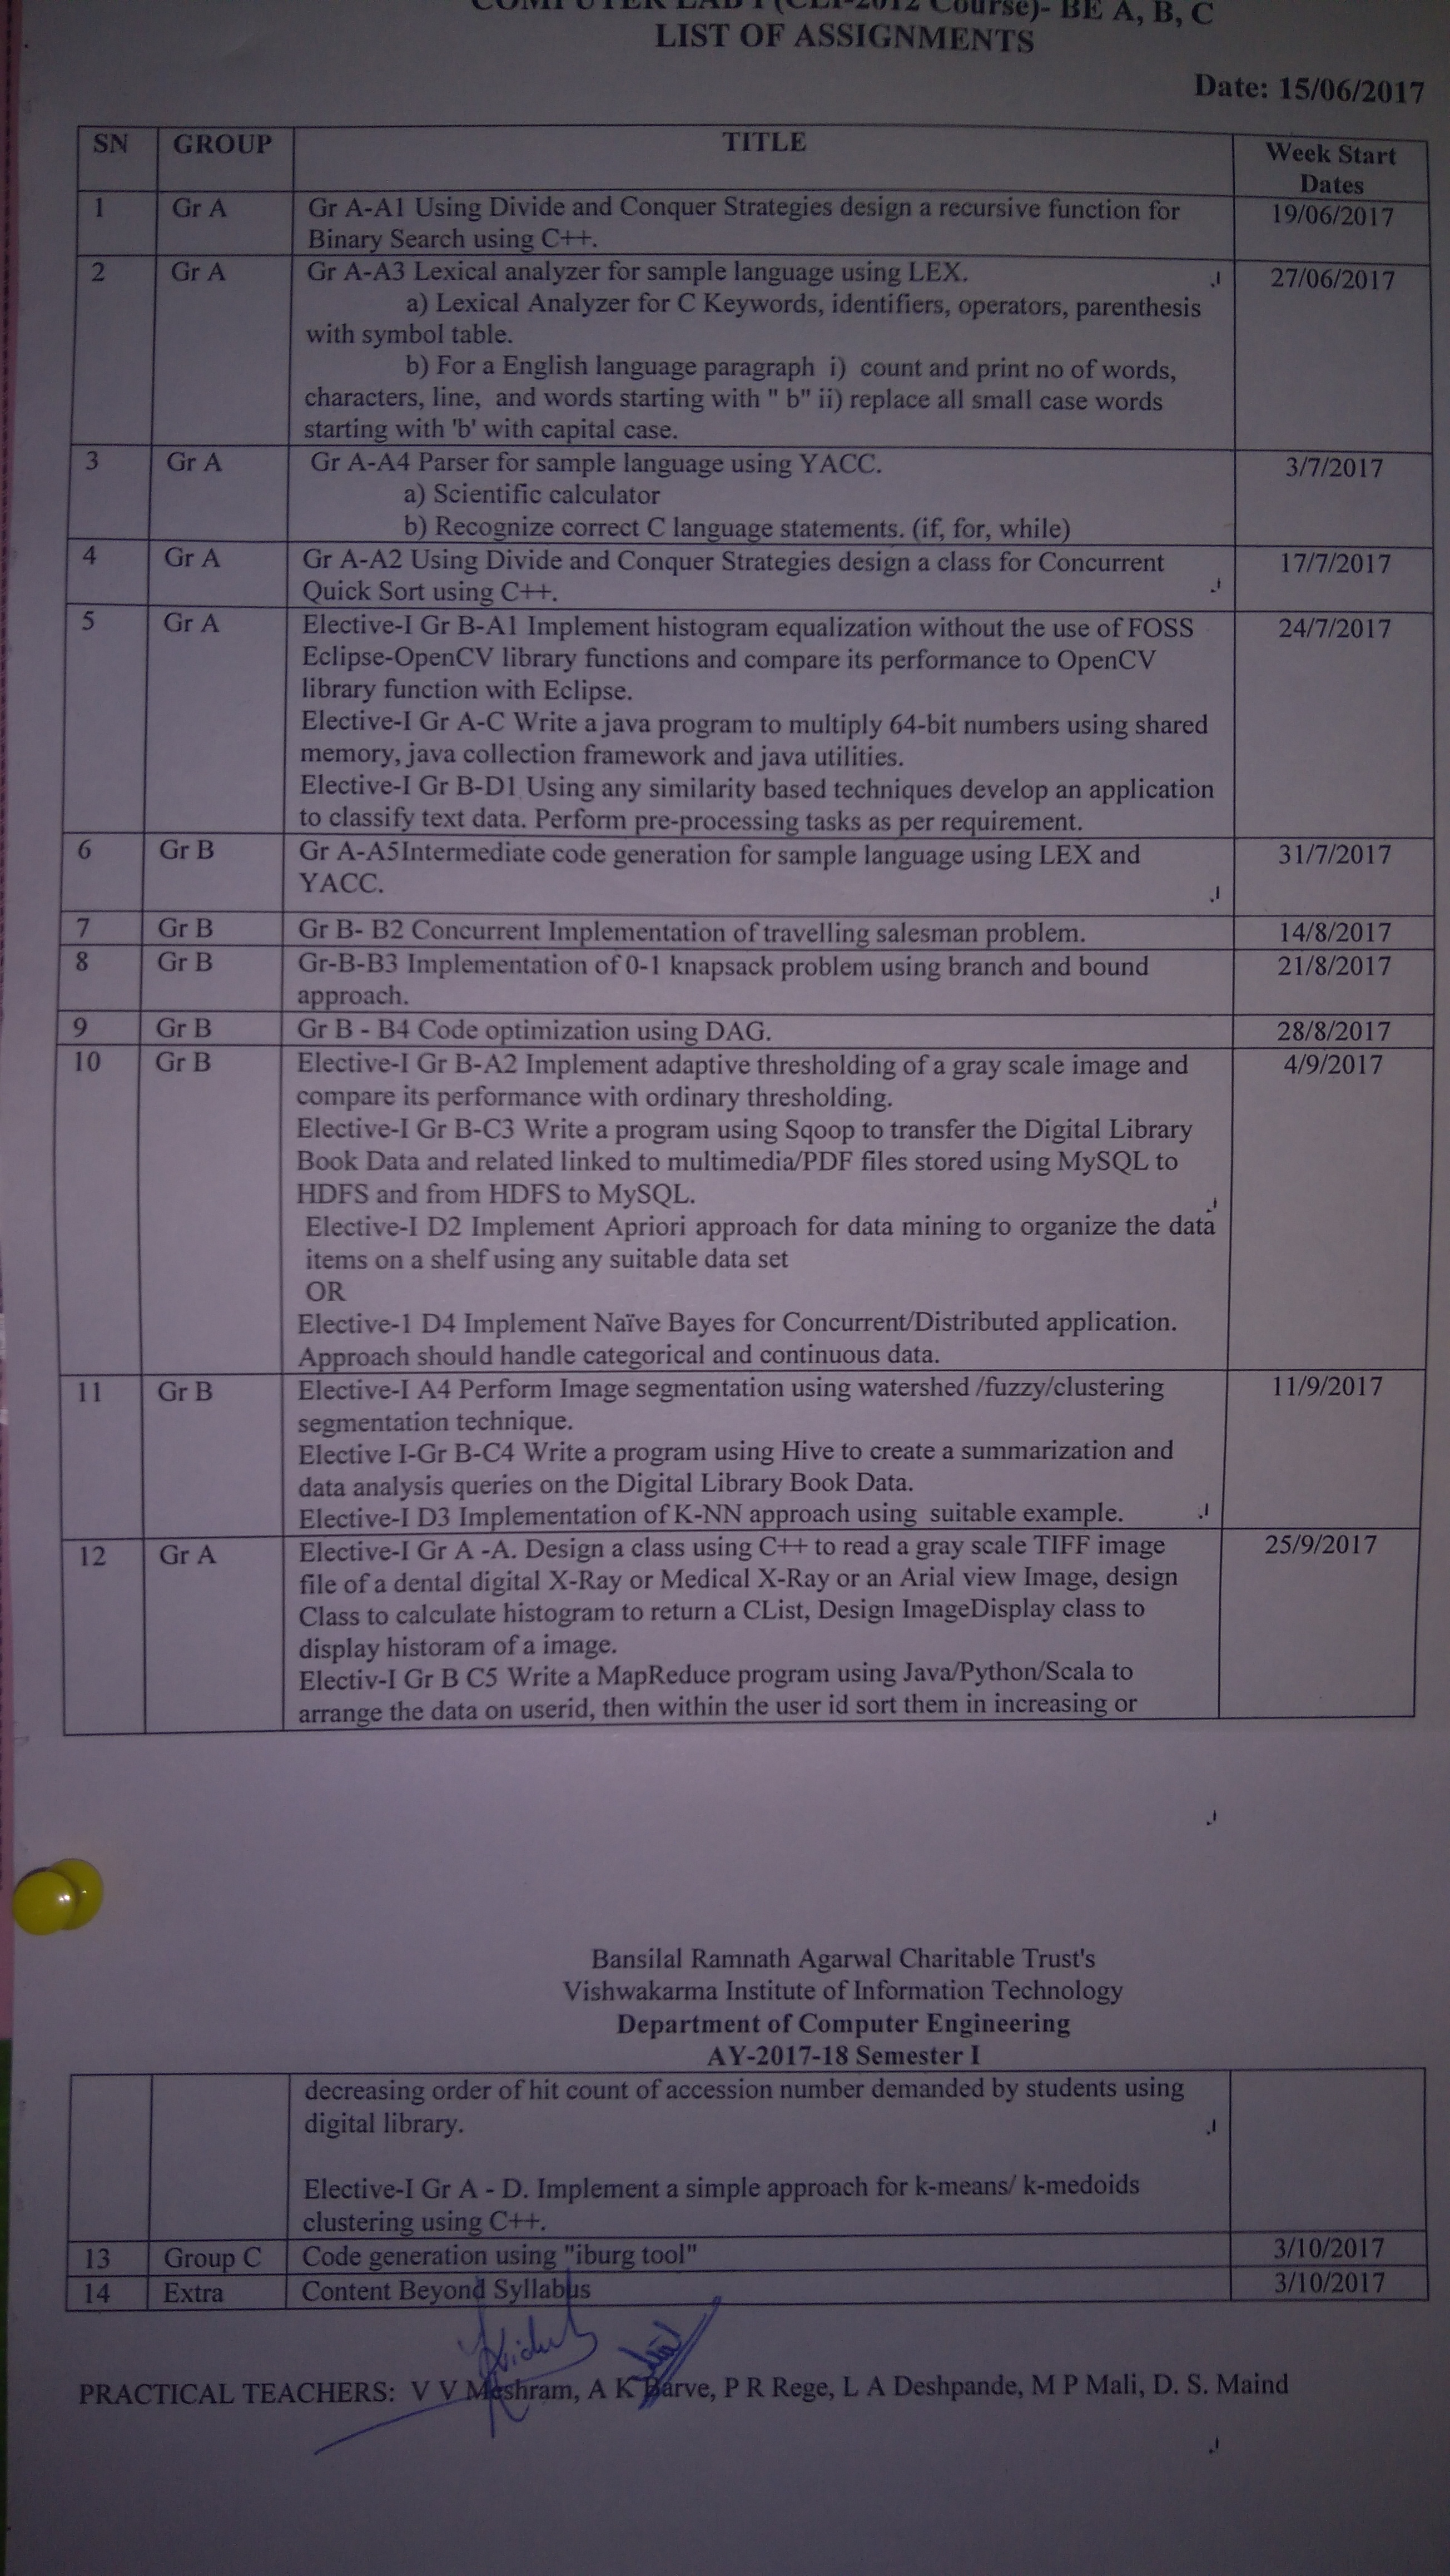 COMPUTER LAB I (CLI-2012 Course)- BE A, B, C
LIST OF ASSIGNMENTS
Date: 15/06/2017
SN GROUP TITLE Week Start
Dates
1 Gr A Gr A-A1 Using Divide and Conquer Strategies design a recursive function for 19/06/2017
Binary Search using C++.
2 Gr A Gr A-A3 Lexical analyzer for sample language using LEX. 27/06/2017
a) Lexical Analyzer for C Keywords, identifiers, operators, parenthesis
with symbol table.
b) For a English language paragraph i) count and print no of words,
characters, line, and words starting with " b" ii) replace all small case words
starting with 'b' with capital case.
3 Gr A Gr A-A4 Parser for sample language using YACC. 3/7/2017
a) Scientific calculator
b) Recognize correct C language statements. (if, for, while)
4 Gr A Gr A-A2 Using Divide and Conquer Strategies design a class for Concurrent 17/7/2017
Quick Sort using C++.
5 Gr A Elective-I Gr B-A1 Implement histogram equalization without the use of FOSS 24/7/2017
Eclipse-OpenCV library functions and compare its performance to OpenCV
library function with Eclipse.
Elective-I Gr A-C Write a java program to multiply 64-bit numbers using shared
memory, java collection framework and java utilities.
Elective-I Gr B-D1 Using any similarity based techniques develop an application
to classify text data. Perform pre-processing tasks as per requirement.
6 Gr B Gr A-A5Intermediate code generation for sample language using LEX and 31/7/2017
YACC.
7 Gr B Gr B- B2 Concurrent Implementation of travelling salesman problem. 14/8/2017
8 Gr B Gr-B-B3 Implementation of 0-1 knapsack problem using branch and bound 21/8/2017
approach.
9 Gr B Gr B - B4 Code optimization using DAG. 28/8/2017
10 Gr B Elective-I Gr B-A2 Implement adaptive thresholding of a gray scale image and 4/9/2017
compare its performance with ordinary thresholding.
Elective-I Gr B-C3 Write a program using Sqoop to transfer the Digital Library
Book Data and related linked to multimedia/PDF files stored using MySQL to
HDFS and from HDFS to MySQL.
Elective-I D2 Implement Apriori approach for data mining to organize the data
items on a shelf using any suitable data set
OR
Elective-1 D4 Implement Naïve Bayes for Concurrent/Distributed application.
Approach should handle categorical and continuous data.
11 Gr B Elective-I A4 Perform Image segmentation using watershed /fuzzy/clustering 11/9/2017
segmentation technique.
Elective I-Gr B-C4 Write a program using Hive to create a summarization and
data analysis queries on the Digital Library Book Data.
Elective-I D3 Implementation of K-NN approach using suitable example.
12 Gr A Elective-I Gr A -A. Design a class using C++ to read a gray scale TIFF image 25/9/2017
file of a dental digital X-Ray or Medical X-Ray or an Arial view Image, design
Class to calculate histogram to return a CList, Design ImageDisplay class to
display historam of a image.
Electiv-I Gr B C5 Write a MapReduce program using Java/Python/Scala to
arrange the data on userid, then within the user id sort them in increasing or
Bansilal Ramnath Agarwal Charitable Trust's
Vishwakarma Institute of Information Technology
Department of Computer Engineering
AY-2017-18 Semester I
decreasing order of hit count of accession number demanded by students using
digital library.
Elective-I Gr A - D. Implement a simple approach for k-means/ k-medoids
clustering using C++.
13 Group C Code generation using "iburg tool" 3/10/2017
14 Extra Content Beyond Syllabus 3/10/2017
PRACTICAL TEACHERS: V V Meshram, A K Barve, P R Rege, L A Deshpande, M P Mali, D. S. Maind